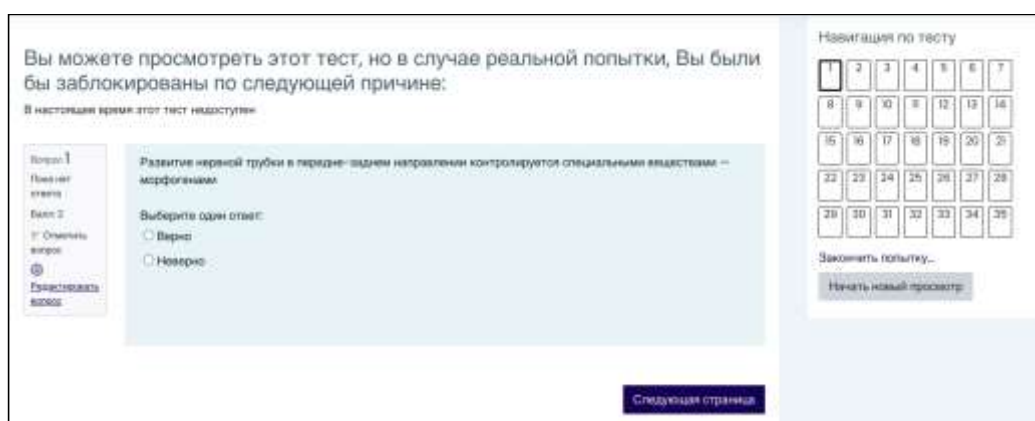 Вы можете просмотреть этот тест, но в случае реальной попытки, Вы были
бы заблокированы по следующей причине:
В настоящее время этот тест недоступен
Вопрос 1
Пока нет
ответа
Балл: 2
Отметить
вопрос
Редактировать
вопрос
Развитие нервной трубки в передне-заднем направлении контролируется специальными веществами —
морфогенами
Выберите один ответ:
Верно
Неверно
Следующая страница
Навигация по тесту
1 2 3 4 5 6 7
8 9 10 11 12 13 14
15 16 17 18 19 20 21
22 23 24 25 26 27 28
29 30 31 32 33 34 35
Закончить попытку...
Начать новый просмотр